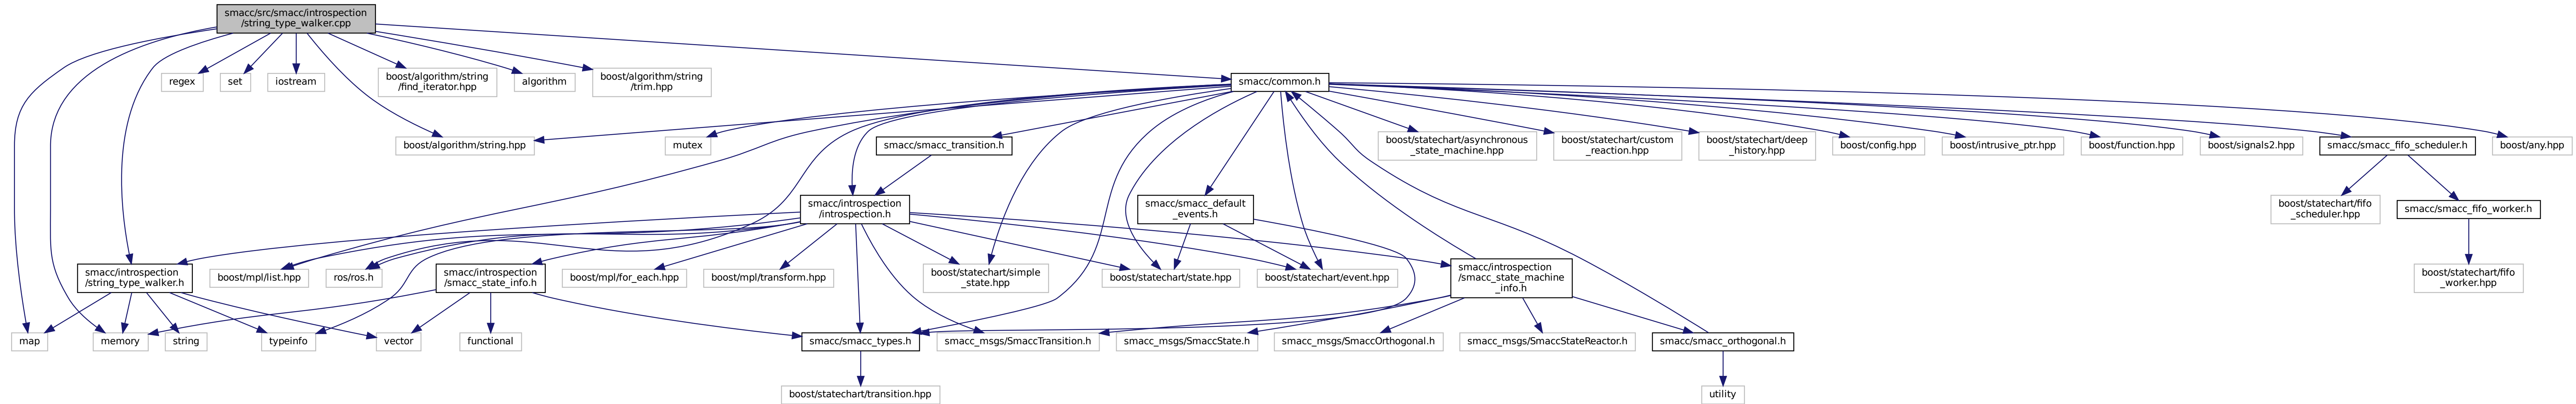 smacc/src/smacc/introspection
/string_type_walker.cpp
regex
set
iostream
boost/algorithm/string
/find_iterator.hpp
algorithm
boost/algorithm/string
/trim.hpp
smacc/common.h
boost/algorithm/string.hpp
mutex
smacc/smacc_transition.h
boost/statechart/asynchronous
_state_machine.hpp
boost/statechart/custom
_reaction.hpp
boost/statechart/deep
_history.hpp
boost/config.hpp
boost/intrusive_ptr.hpp
boost/function.hpp
boost/signals2.hpp
smacc/smacc_fifo_scheduler.h
boost/any.hpp
smacc/introspection
/introspection.h
smacc/smacc_default
_events.h
boost/statechart/fifo
_scheduler.hpp
smacc/smacc_fifo_worker.h
smacc/introspection
/string_type_walker.h
boost/mpl/list.hpp
ros/ros.h
smacc/introspection
/smacc_state_info.h
boost/mpl/for_each.hpp
boost/mpl/transform.hpp
boost/statechart/simple
_state.hpp
boost/statechart/state.hpp
boost/statechart/event.hpp
smacc/introspection
/smacc_state_machine
_info.h
boost/statechart/fifo
_worker.hpp
map
memory
string
typeinfo
vector
functional
smacc/smacc_types.h
smacc_msgs/SmaccTransition.h
smacc_msgs/SmaccState.h
smacc_msgs/SmaccOrthogonal.h
smacc_msgs/SmaccStateReactor.h
smacc/smacc_orthogonal.h
boost/statechart/transition.hpp
utility